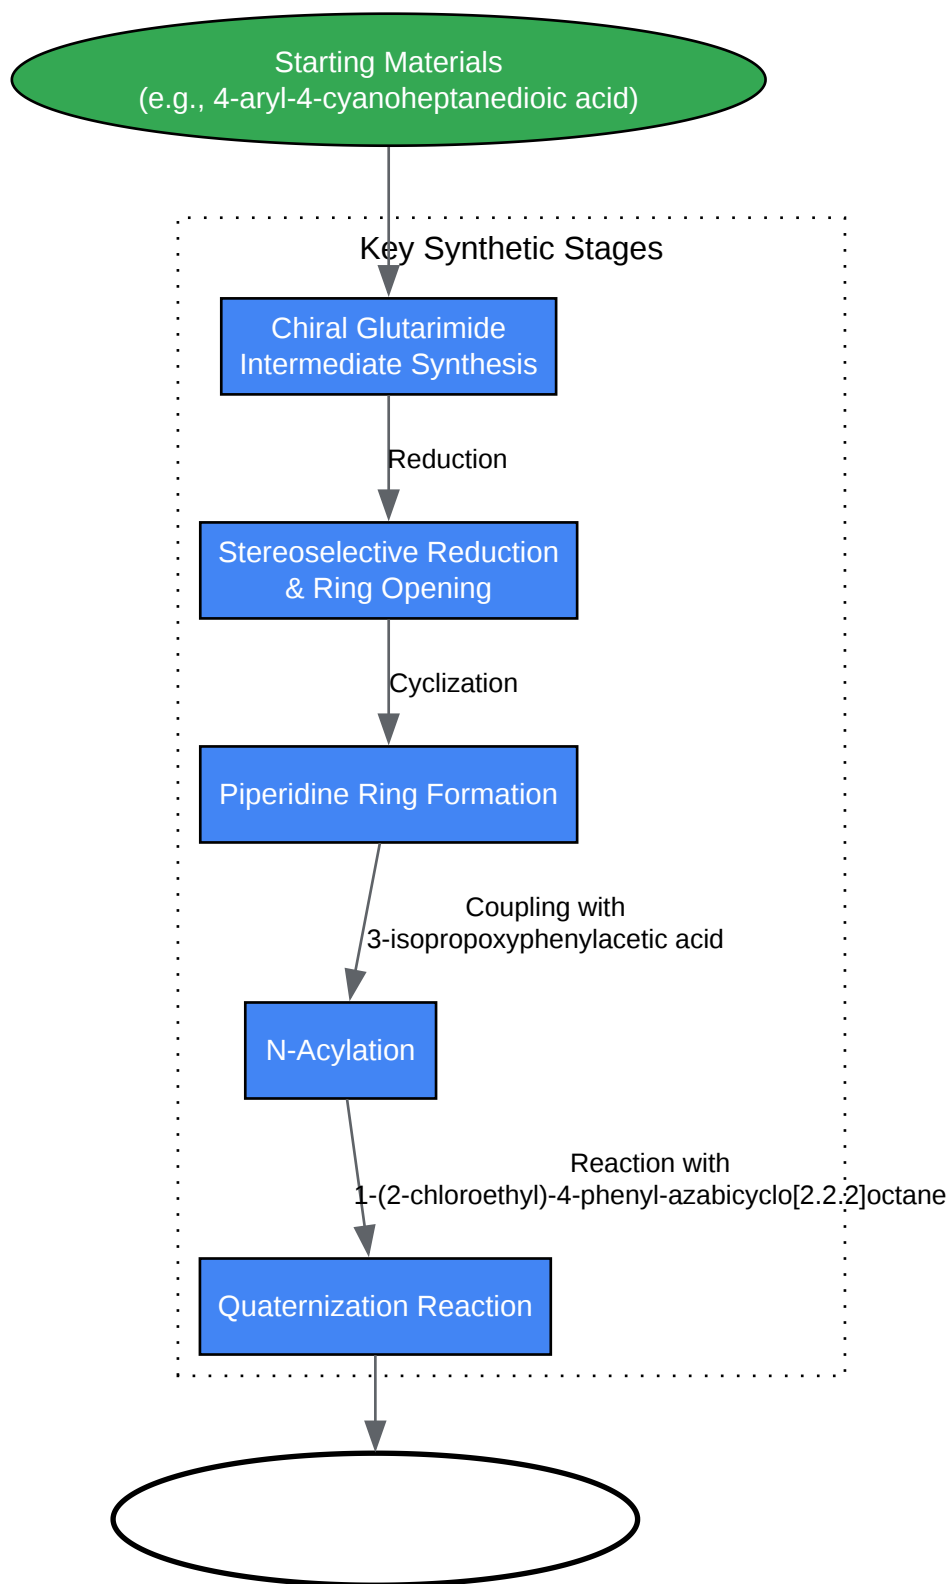 Starting Materials
(e.g., 4-aryl-4-cyanoheptanedioic acid)
Key Synthetic Stages
Chiral Glutarimide
Intermediate Synthesis
Reduction
Stereoselective Reduction
& Ring Opening
Cyclization
Piperidine Ring Formation
Coupling with
3-isopropoxyphenylacetic acid
N-Acylation
Reaction with
1-(2-chloroethyl)-4-phenyl-azabicyclo[2.2.2]octane
Quaternization Reaction